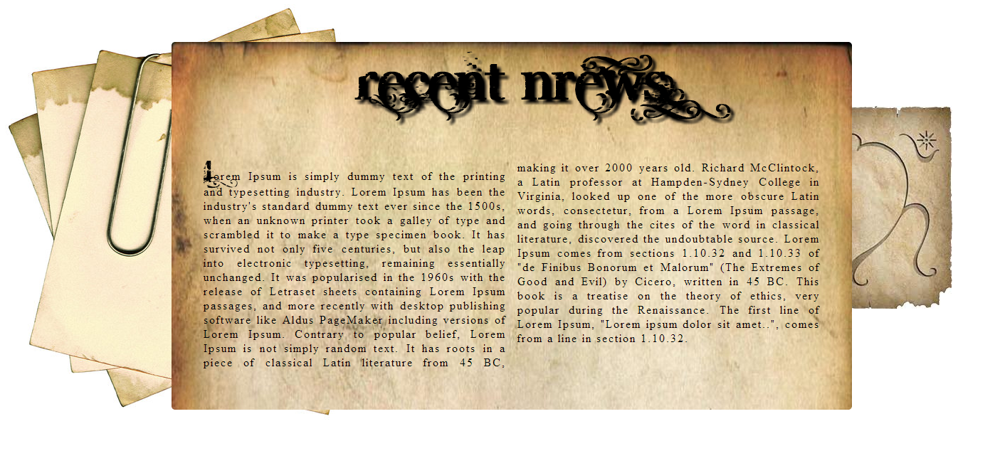 recent nrews
Lorem Ipsum is simply dummy text of the printing
and typesetting industry. Lorem Ipsum has been the
industry's standard dummy text ever since the 1500s,
when an unknown printer took a galley of type and
scrambled it to make a type specimen book. It has
survived not only five centuries, but also the leap
into electronic typesetting, remaining essentially
unchanged. It was popularised in the 1960s with the
release of Letraset sheets containing Lorem Ipsum
passages, and more recently with desktop publishing
software like Aldus PageMaker including versions of
Lorem Ipsum. Contrary to popular belief, Lorem
Ipsum is not simply random text. It has roots in a
piece of classical Latin literature from 45 BC,
making it over 2000 years old. Richard McClintock,
a Latin professor at Hampden-Sydney College in
Virginia, looked up one of the more obscure Latin
words, consectetur, from a Lorem Ipsum passage,
and going through the cites of the word in classical
literature, discovered the undoubtable source. Lorem
Ipsum comes from sections 1.10.32 and 1.10.33 of
"de Finibus Bonorum et Malorum" (The Extremes of
Good and Evil) by Cicero, written in 45 BC. This
book is a treatise on the theory of ethics, very
popular during the Renaissance. The first line of
Lorem Ipsum, "Lorem ipsum dolor sit amet..", comes
from a line in section 1.10.32.